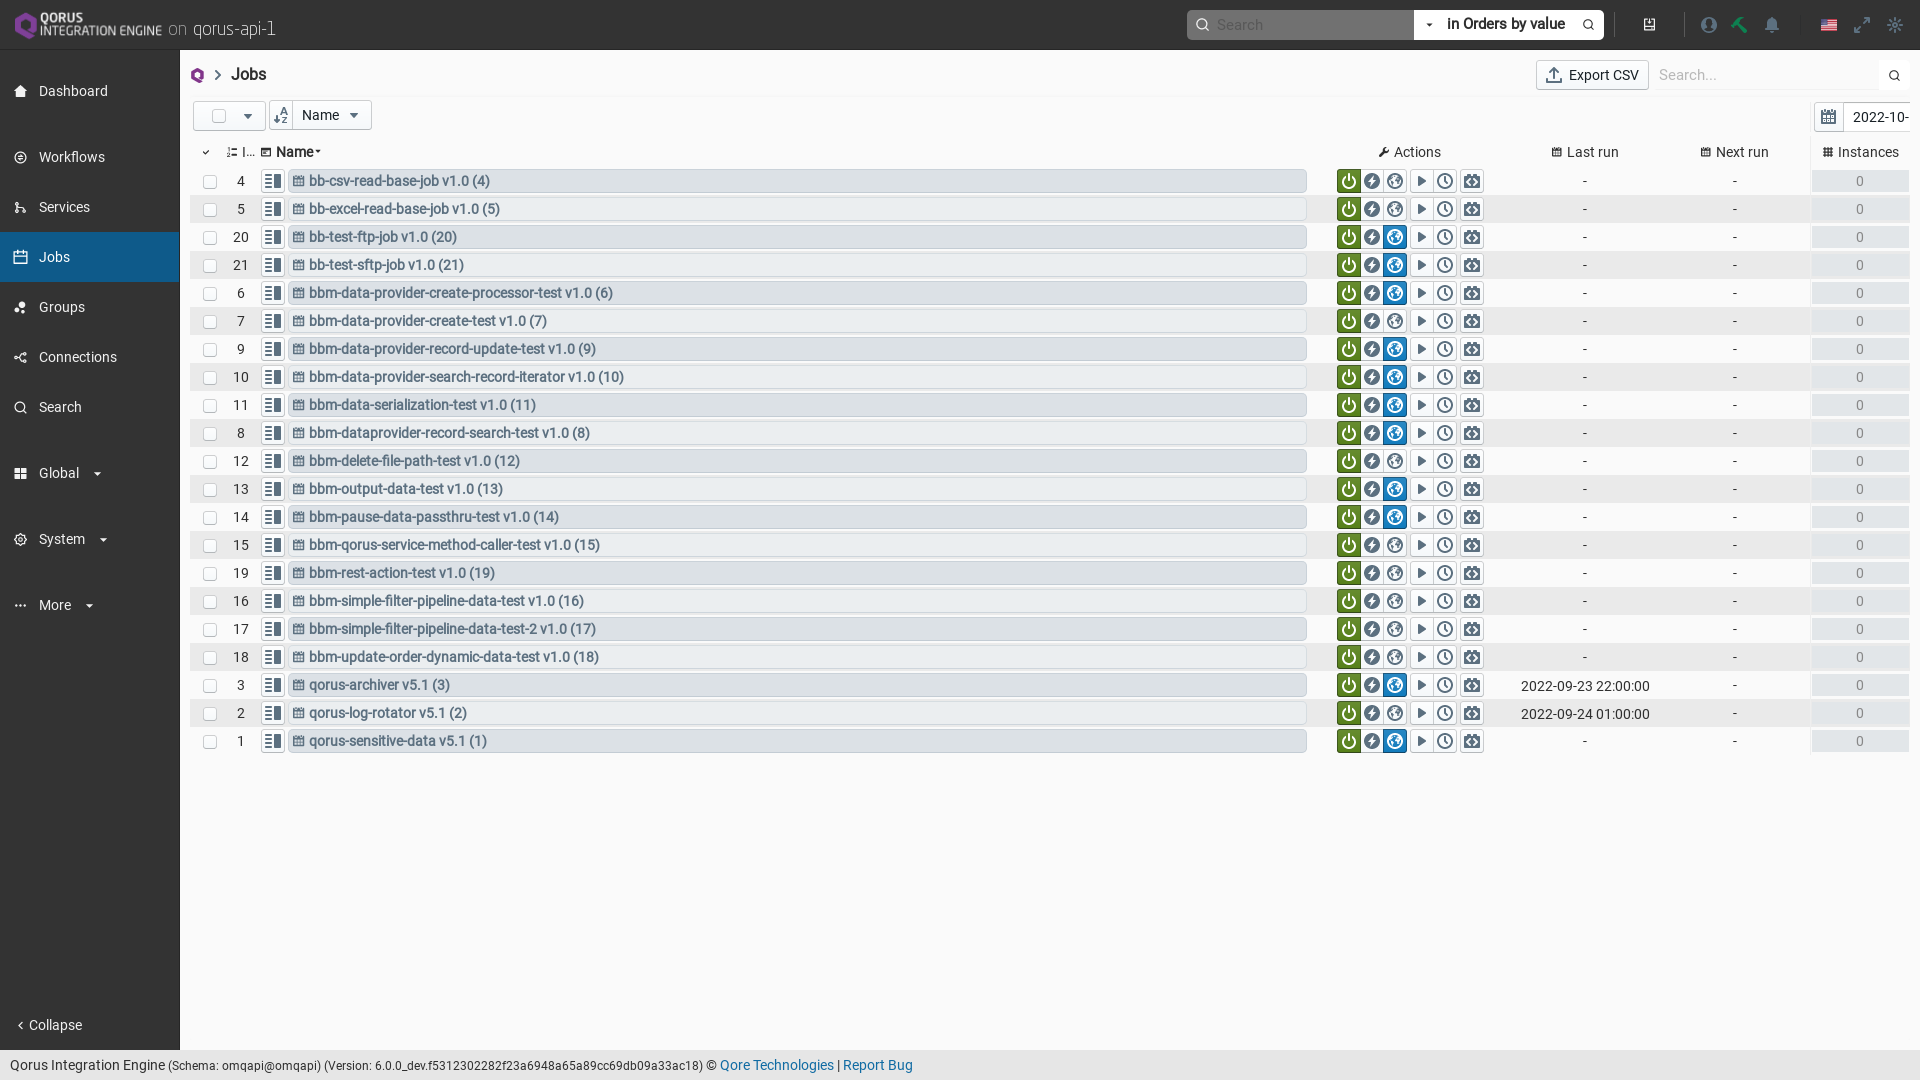 QORUS
INTEGRATION ENGINE on qorus-api-1
Search
in Orders by value
Jobs
Export CSV
Search...
Dashboard
Workflows
Services
Jobs
Groups
Connections
Search
Global
System
More
Collapse
Name
2022-10-
I... Name Actions Last run Next run Instances
4 bb-csv-read-base-job v1.0 (4) - - 0
5 bb-excel-read-base-job v1.0 (5) - - 0
20 bb-test-ftp-job v1.0 (20) - - 0
21 bb-test-sftp-job v1.0 (21) - - 0
6 bbm-data-provider-create-processor-test v1.0 (6) - - 0
7 bbm-data-provider-create-test v1.0 (7) - - 0
9 bbm-data-provider-record-update-test v1.0 (9) - - 0
10 bbm-data-provider-search-record-iterator v1.0 (10) - - 0
11 bbm-data-serialization-test v1.0 (11) - - 0
8 bbm-dataprovider-record-search-test v1.0 (8) - - 0
12 bbm-delete-file-path-test v1.0 (12) - - 0
13 bbm-output-data-test v1.0 (13) - - 0
14 bbm-pause-data-passthru-test v1.0 (14) - - 0
15 bbm-qorus-service-method-caller-test v1.0 (15) - - 0
19 bbm-rest-action-test v1.0 (19) - - 0
16 bbm-simple-filter-pipeline-data-test v1.0 (16) - - 0
17 bbm-simple-filter-pipeline-data-test-2 v1.0 (17) - - 0
18 bbm-update-order-dynamic-data-test v1.0 (18) - - 0
3 qorus-archiver v5.1 (3) 2022-09-23 22:00:00 - 0
2 qorus-log-rotator v5.1 (2) 2022-09-24 01:00:00 - 0
1 qorus-sensitive-data v5.1 (1) - - 0
Qorus Integration Engine (Schema: omqapi@omqapi) (Version: 6.0.0_dev.f5312302282f23a6948a65a89cc69db09a33ac18) © Qore Technologies | Report Bug